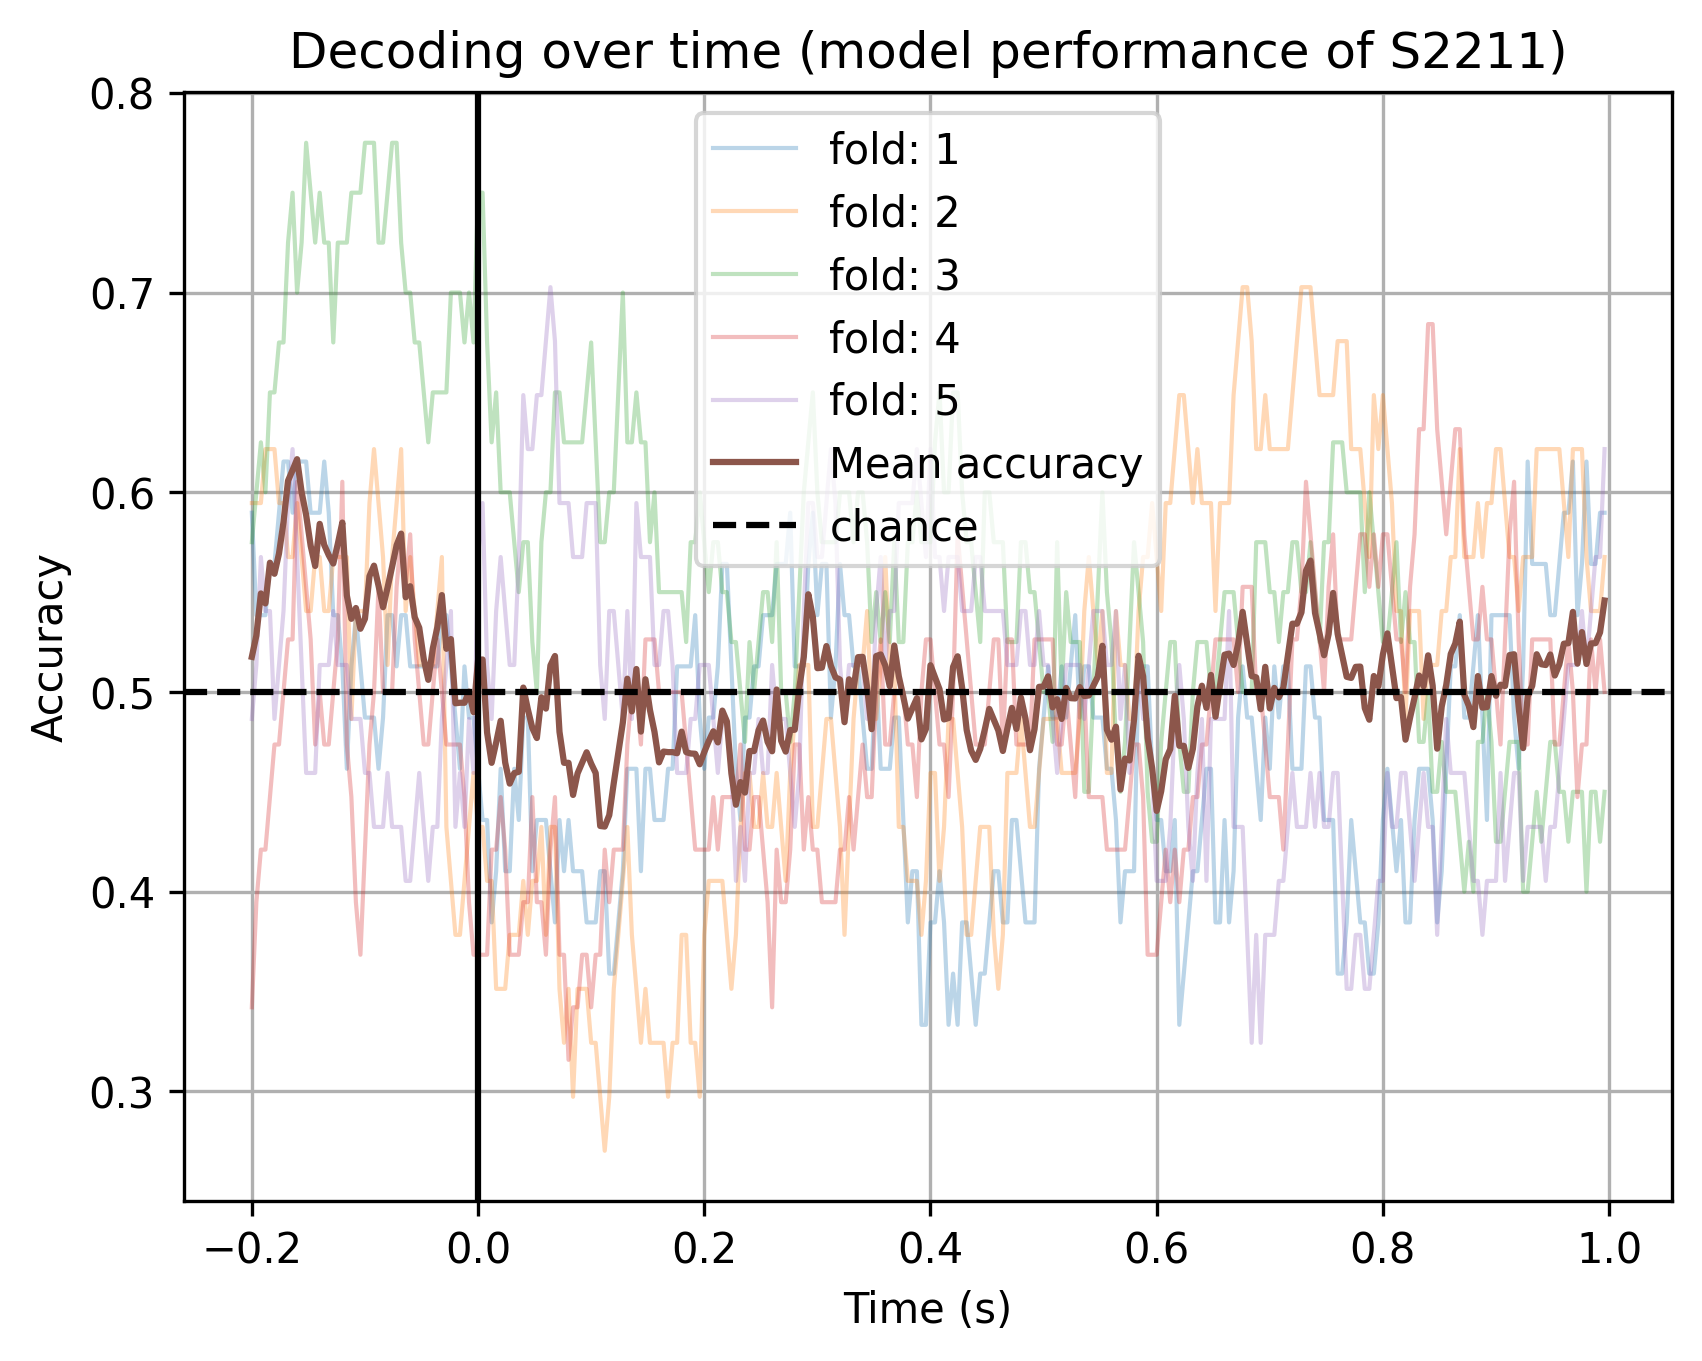 Decoding over time (model performance of S2211)
0.8
0.7
0.6
0.5
0.4
0.3
Accuracy
fold: 1
fold: 2
fold: 3
fold: 4
fold: 5
Mean accuracy
chance
−0.2 0.0 0.2 0.4 0.6 0.8 1.0
Time (s)